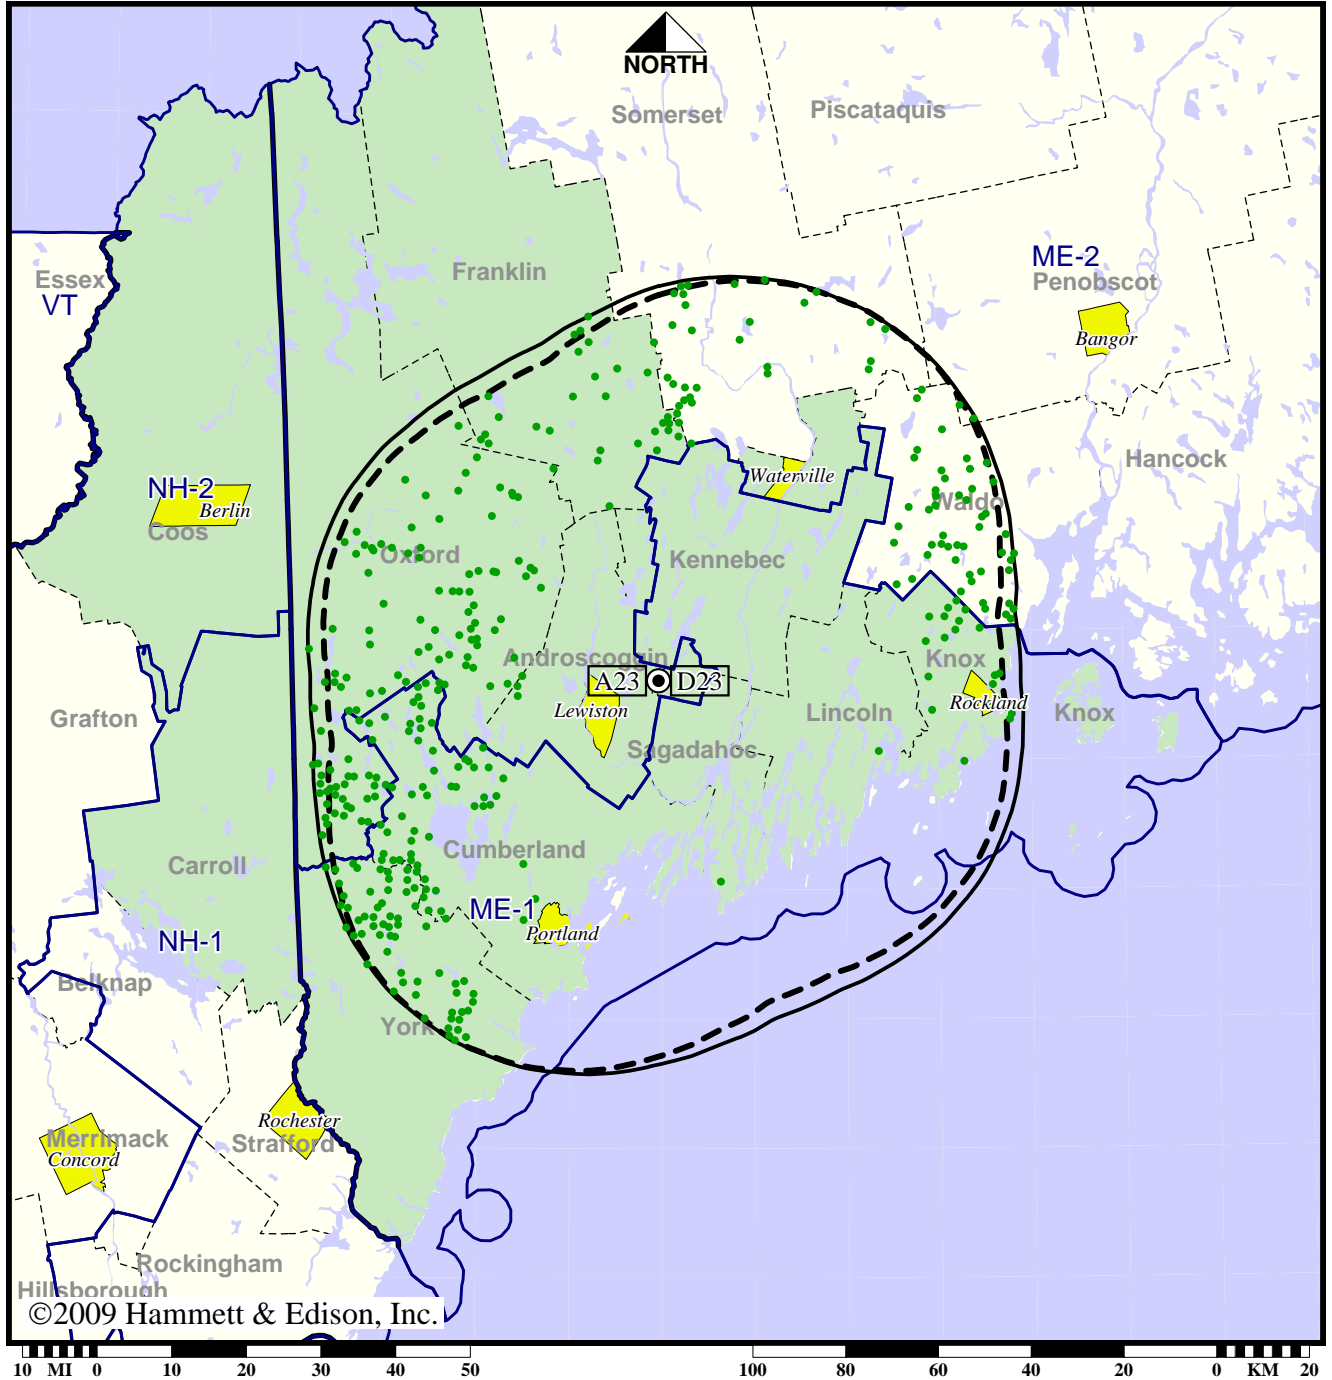 NORTH
Somerset
Piscataquis
ME-2
Penobscot
Essex
VT
Franklin
Bangor
Hancock
Waterville
NH-2
Berlin
Coos
Waldo
Oxford
Kennebec
Androscoggin
A23
D23
Knox
Rockland
Knox
Lewiston
Lincoln
Grafton
Sagadahoc
Cumberland
Carroll
ME-1
Portland
NH-1
Belknap
York
Rochester
Strafford
Merrimack
Concord
Rockingham
Hillsborough
©2009 Hammett & Edison, Inc.
10 MI 0 10 20 30 40 50 100 80 60 40 20 0 KM 20